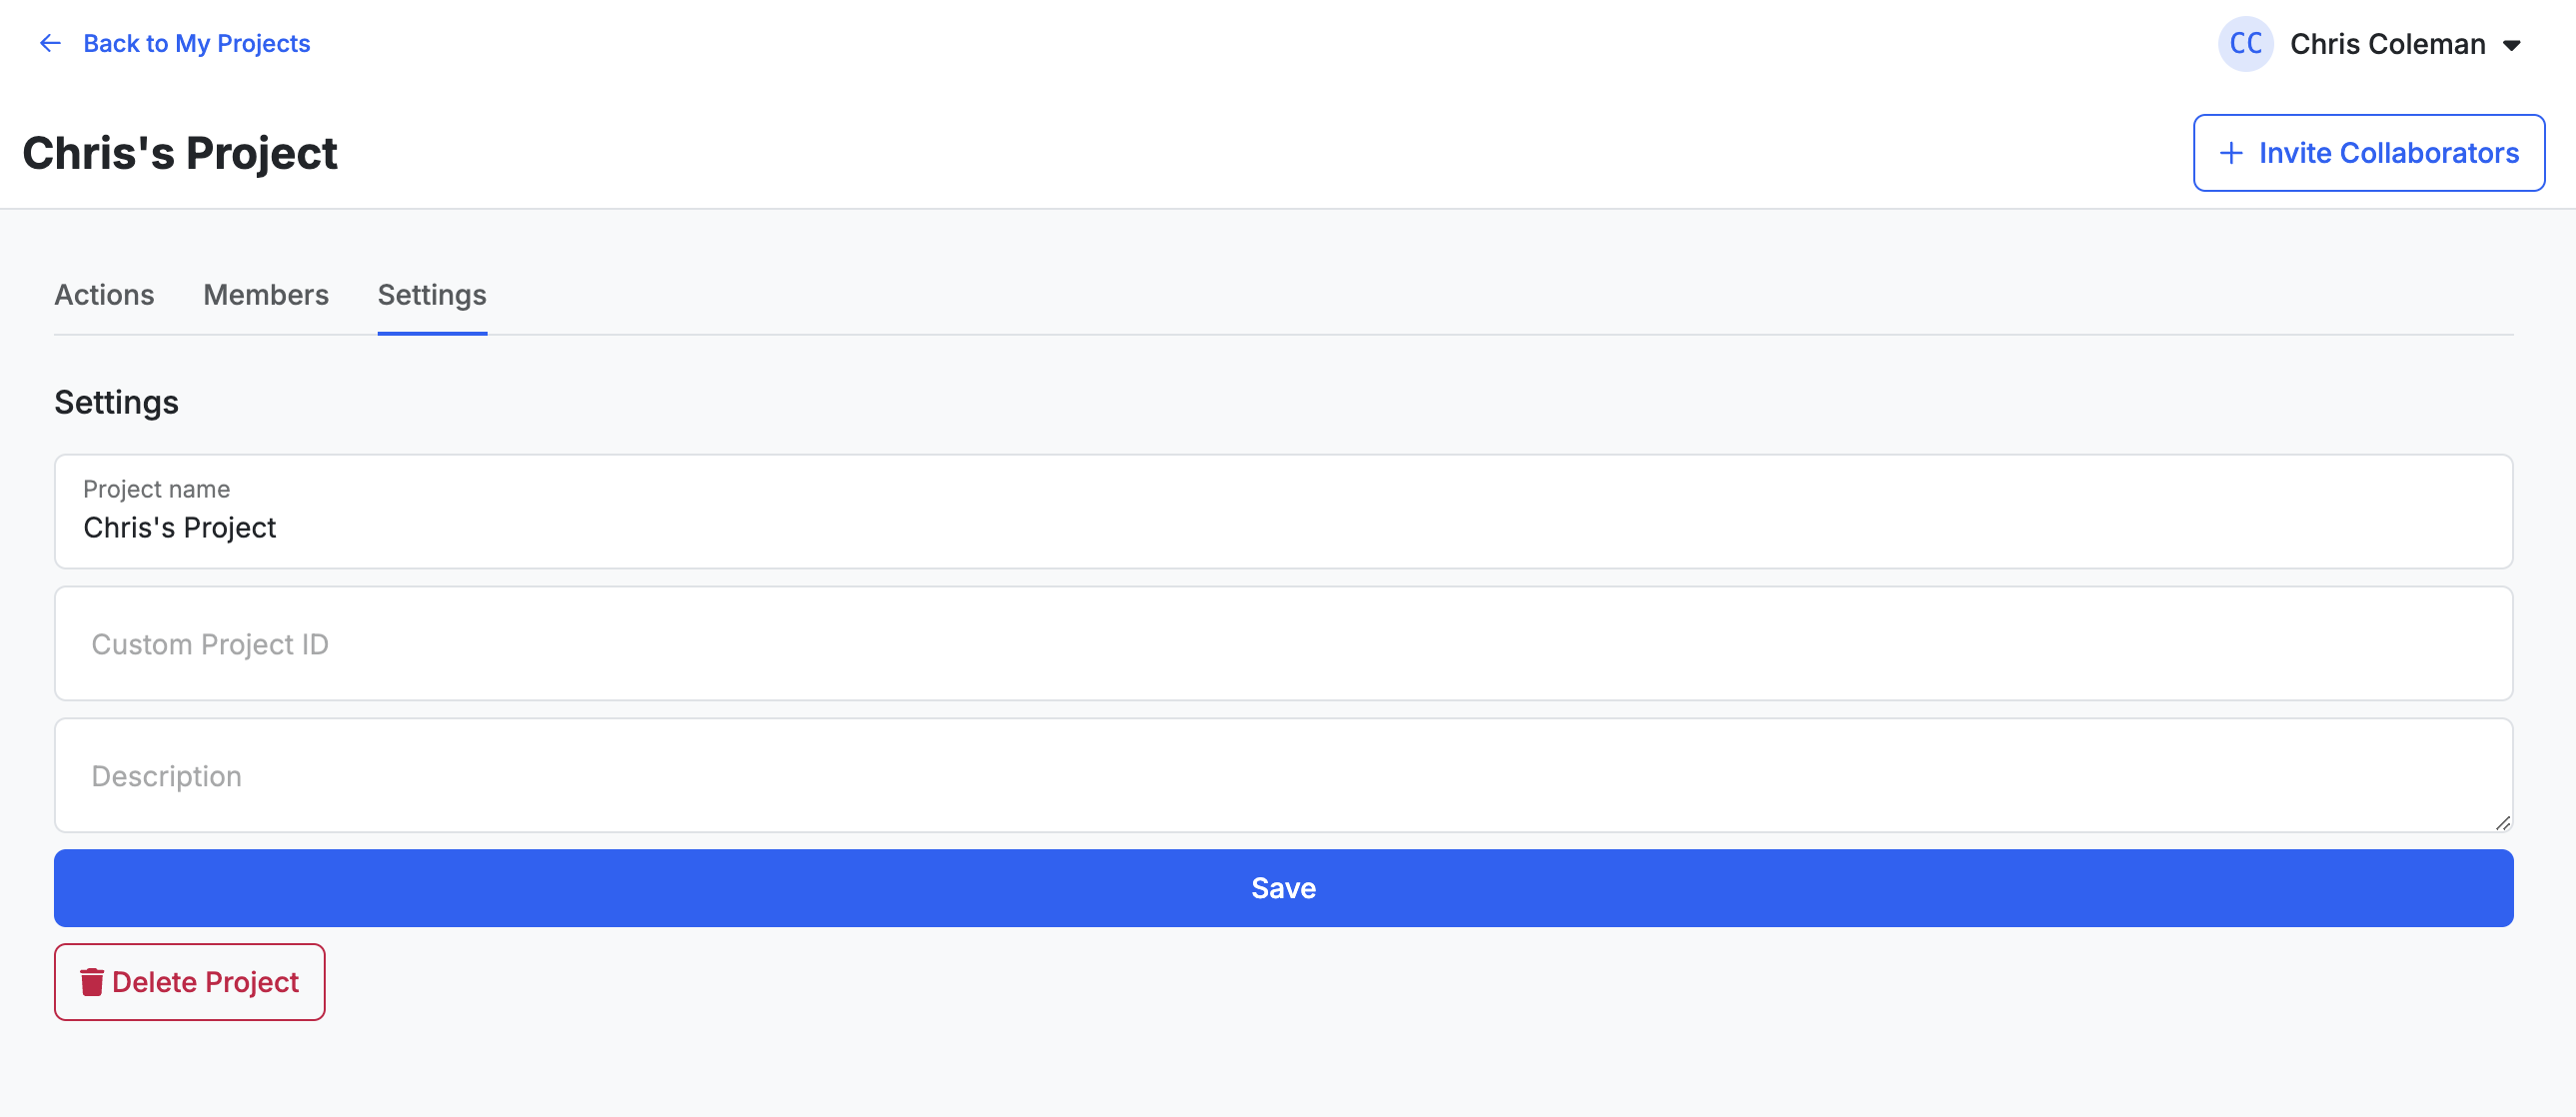 Back to My Projects
CC Chris Coleman
Chris's Project
Invite Collaborators
Actions Members Settings
Settings
Project name
Chris's Project
Custom Project ID
Description
Save
Delete Project